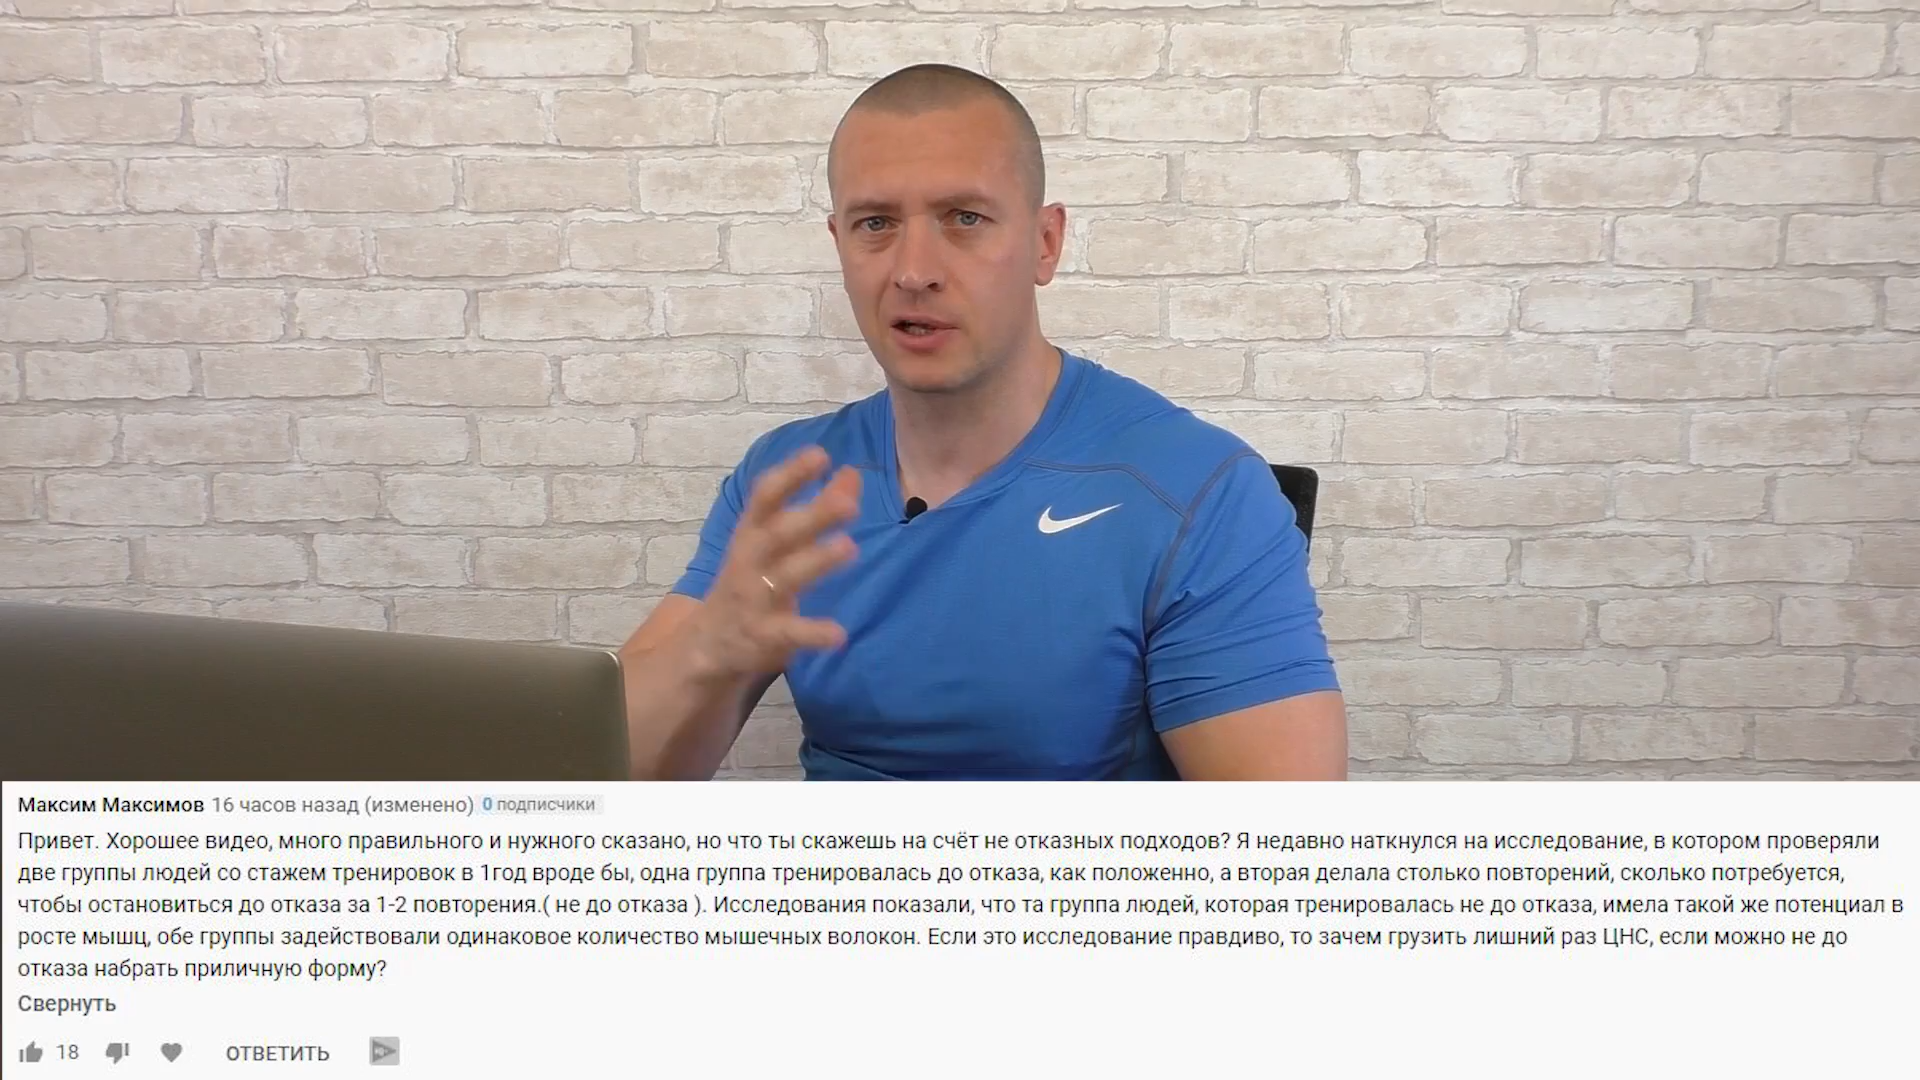 Максим Максимов 16 часов назад (изменено) 0 подписчики
Привет. Хорошее видео, много правильного и нужного сказано, но что ты скажешь на счёт не отказных подходов? Я недавно наткнулся на исследование, в котором проверяли
две группы людей со стажем тренировок в 1год вроде бы, одна группа тренировалась до отказа, как положенно, а вторая делала столько повторений, сколько потребуется,
чтобы остановиться до отказа за 1-2 повторения.( не до отказа ). Исследования показали, что та группа людей, которая тренировалась не до отказа, имела такой же потенциал в
росте мышц, обе группы задействовали одинаковое количество мышечных волокон. Если это исследование правдиво, то зачем грузить лишний раз ЦНС, если можно не до
отказа набрать приличную форму?
Свернуть
18 ОТВЕТИТЬ